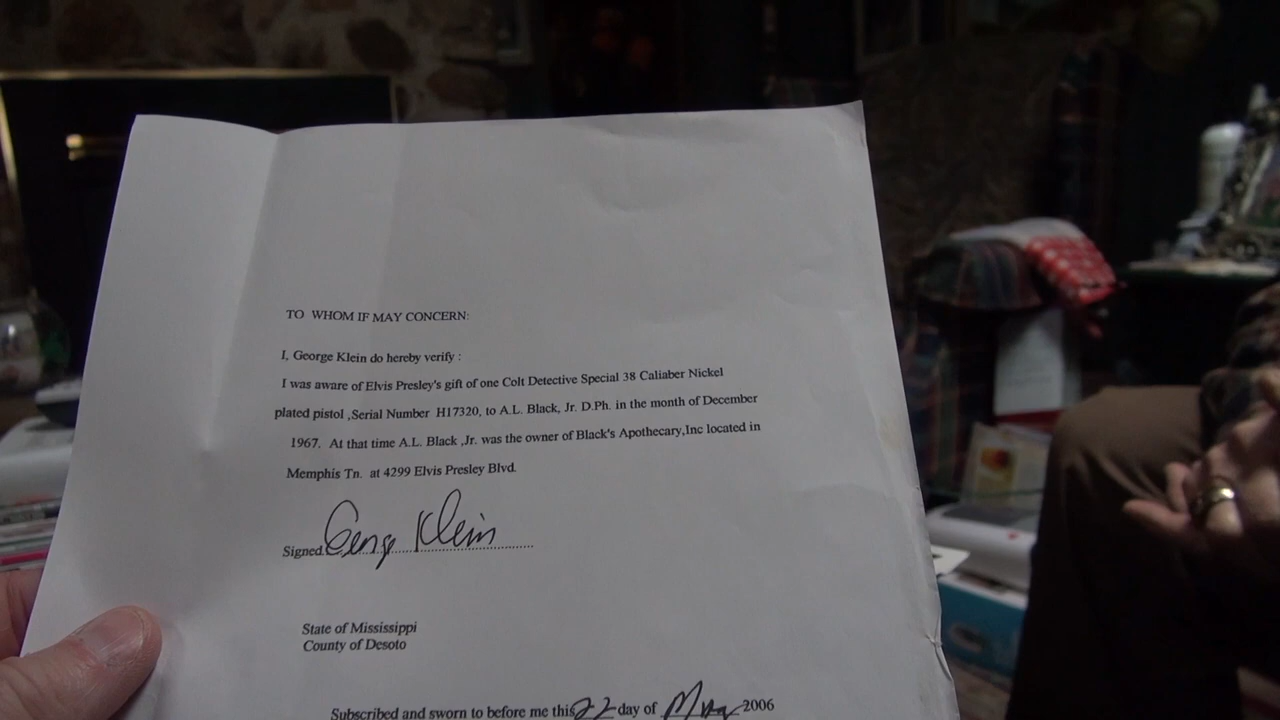 TO WHOM IF MAY CONCERN:
I, George Klein do hereby verify :
I was aware of Elvis Presley's gift of one Colt Detective Special 38 Caliaber Nickel
plated pistol ,Serial Number H17320, to A.L. Black, Jr. D.Ph. in the month of December
1967. At that time A.L. Black ,Jr. was the owner of Black's Apothecary,Inc located in
Memphis Tn. at 4299 Elvis Presley Blvd.
Signed George Klein
State of Mississippi
County of Desoto
Subscribed and sworn to before me this 22 day of 2006